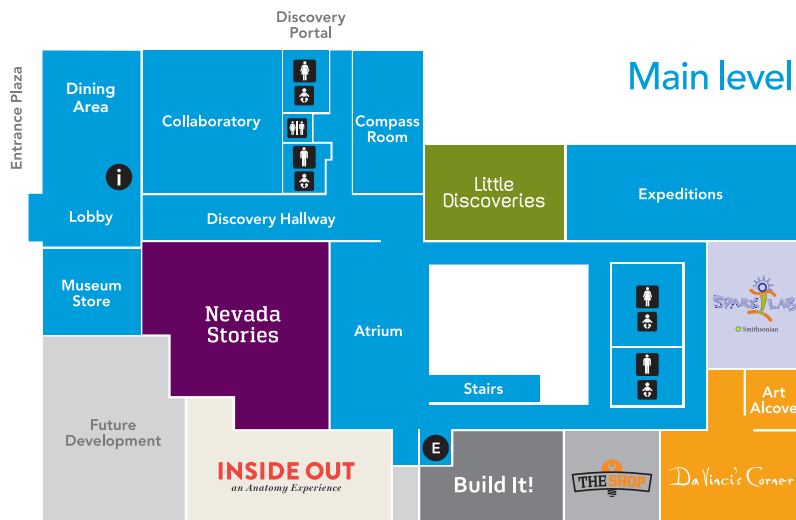 Discovery
Portal
Main level
Entrance Plaza
Dining
Area
Collaboratory
Compass
Room
i
Little
Discoveries
Expeditions
Lobby
Discovery Hallway
Museum
Store
Nevada
Stories
Atrium
SPARK!LAB
Smithsonian
Stairs
Art
Alcove
Future
Development
E
INSIDE OUT
an Anatomy Experience
Build It!
THE SHOP
Da Vinci's Corner